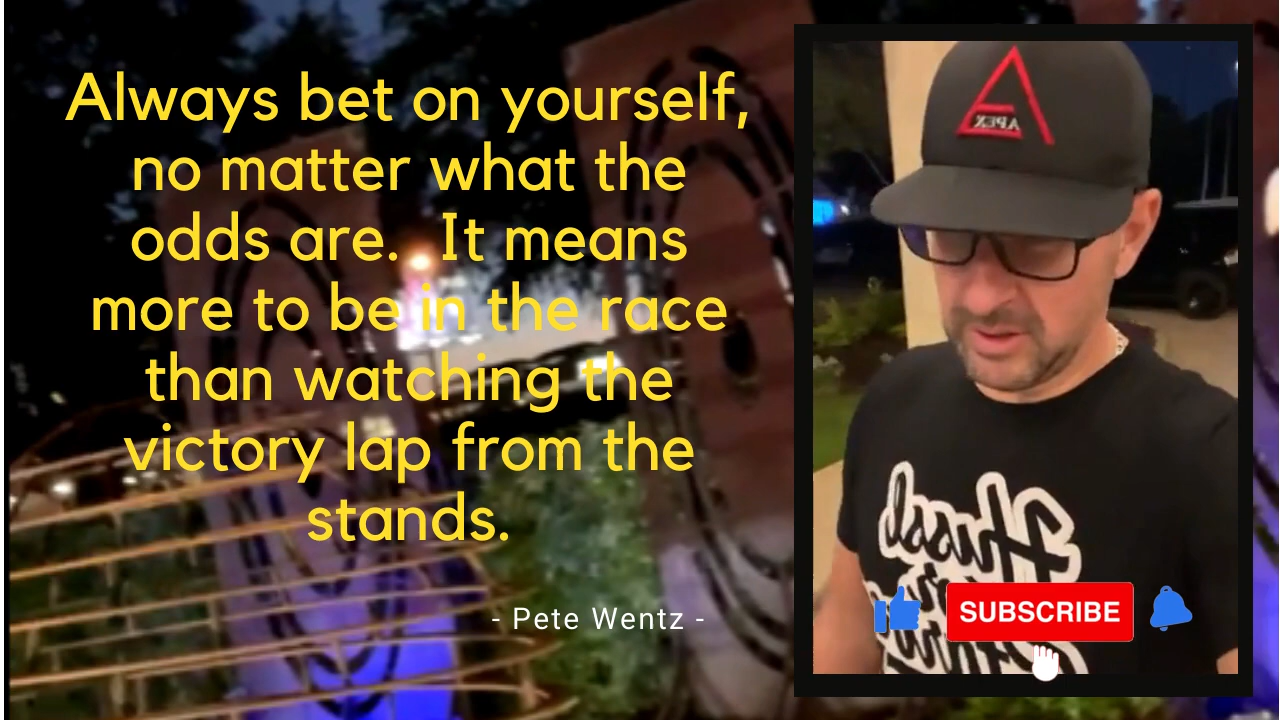 Always bet on yourself,
no matter what the
odds are.  It means
more to be in the race
than watching the
victory lap from the
stands.
- Pete Wentz -
APEX
SUBSCRIBE